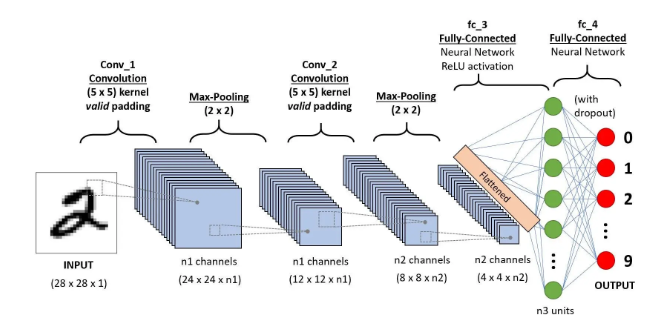 fc_3
Fully-Connected
Neural Network
ReLU activation
fc_4
Fully-Connected
Neural Network
Conv_1
Convolution
(5 x 5) kernel
valid padding
Max-Pooling
(2 x 2)
Conv_2
Convolution
(5 x 5) kernel
valid padding
Max-Pooling
(2 x 2)
(with
dropout)
Flattened
0
1
2
9
2
INPUT
(28 x 28 x 1)
n1 channels
(24 x 24 x n1)
n1 channels
(12 x 12 x n1)
n2 channels
(8 x 8 x n2)
n2 channels
(4 x 4 x n2)
OUTPUT
n3 units